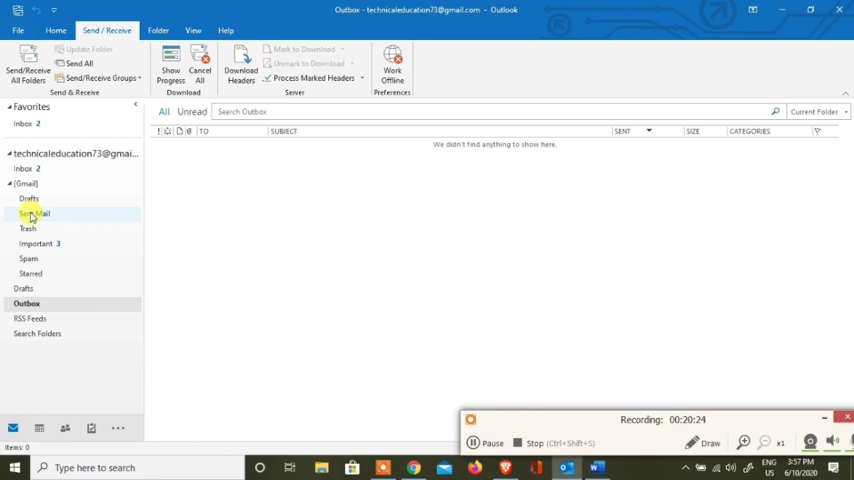 Outbox - technicaleducation73@gmail.com - Outlook
File Home Send / Receive Folder View Help
Send/Receive All Folders
Update Folder
Send All
Send/Receive Groups
Send & Receive
Show Progress
Cancel All
Download
Download Headers
Mark to Download
Unmark to Download
Process Marked Headers
Server
Work Offline
Preferences
Favorites
Inbox 2
technicaleducation73@gmai...
Inbox 2
[Gmail]
Drafts
Sent Mail
Trash
Important 3
Spam
Starred
Drafts
Outbox
RSS Feeds
Search Folders
All Unread Search Outbox Current Folder
TO SUBJECT SENT SIZE CATEGORIES
We didn't find anything to show here.
Items: 0
Recording: 00:20:24
Pause Stop (Ctrl+Shift+S) Draw x1
Type here to search
ENG US
3:57 PM
6/10/2020